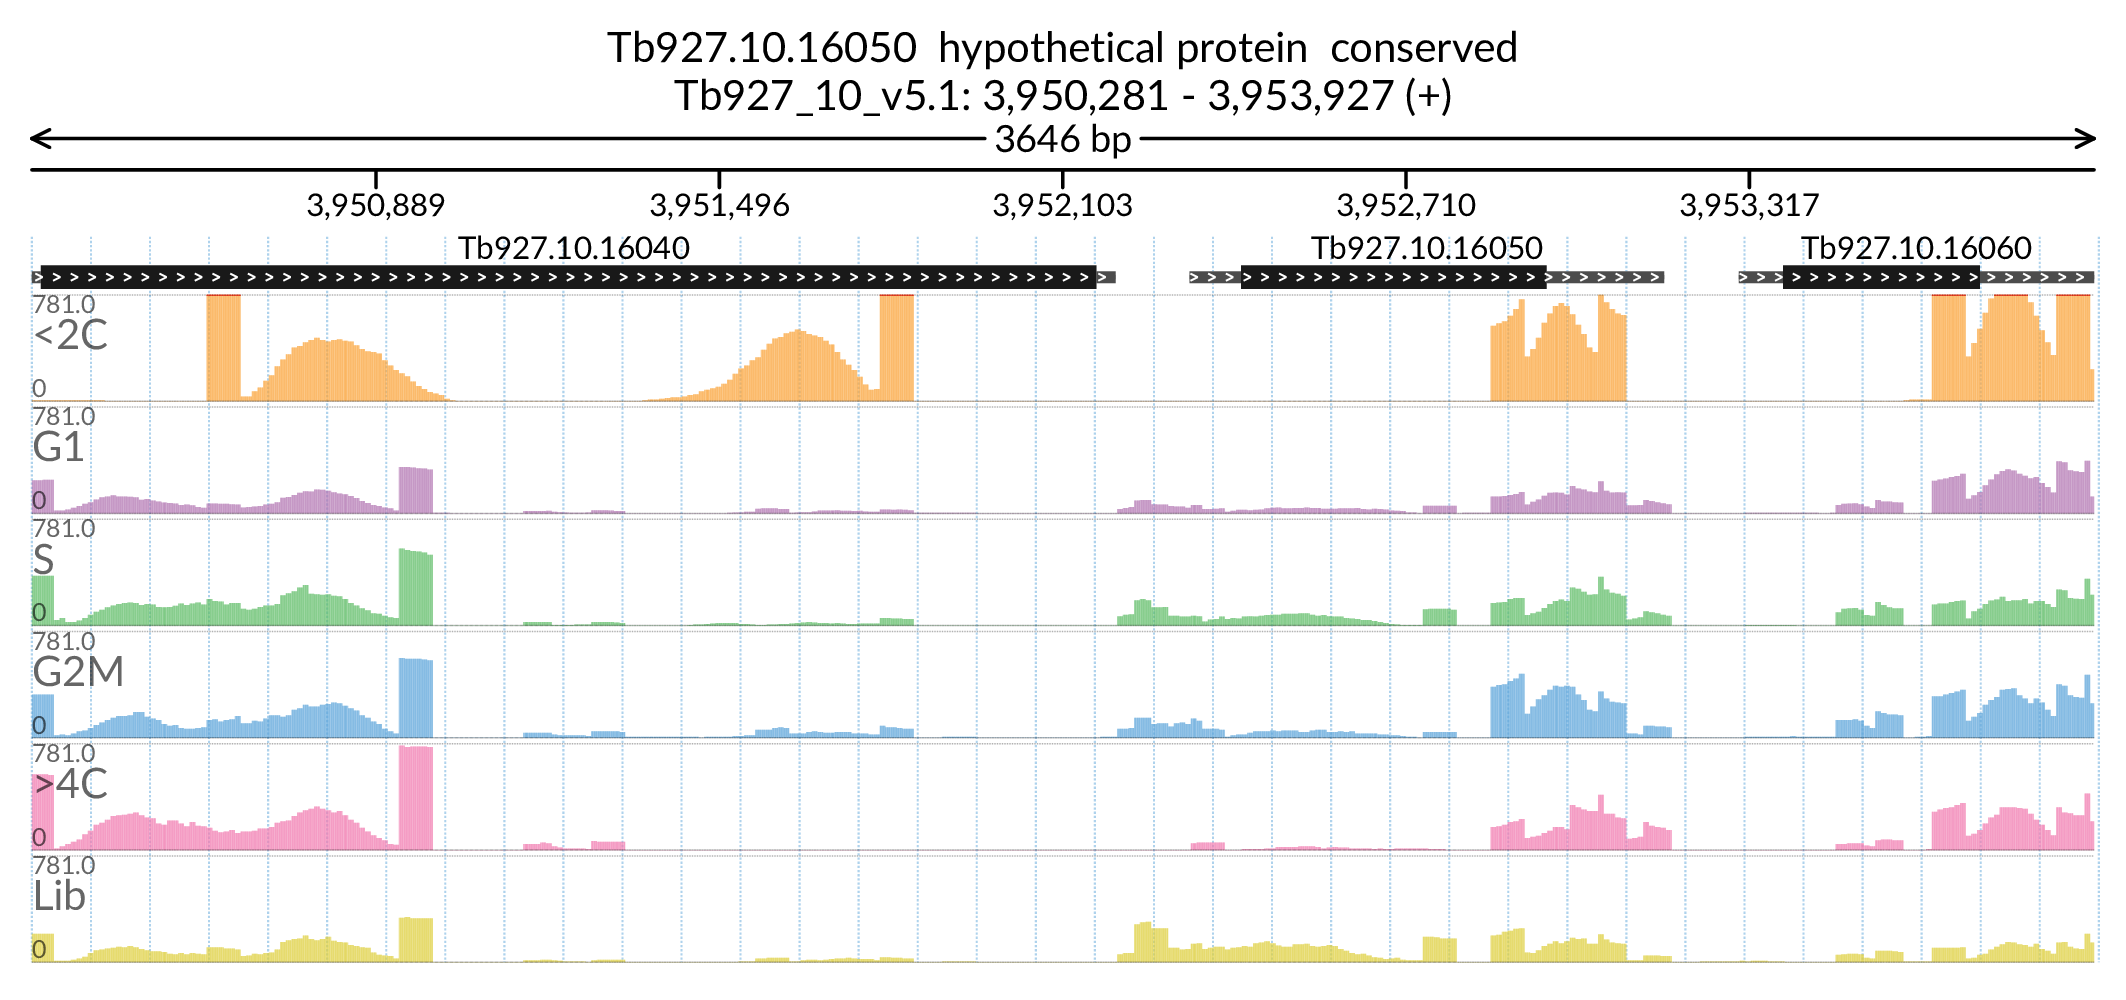 Tb927.10.16050  hypothetical protein  conserved
Tb927_10_v5.1: 3,950,281 - 3,953,927 (+)
3646 bp
3,950,889 3,951,496 3,952,103 3,952,710 3,953,317
Tb927.10.16040 Tb927.10.16050 Tb927.10.16060
781.0
<2C
0
781.0
G1
0
781.0
S
0
781.0
G2M
0
781.0
>4C
0
781.0
Lib
0